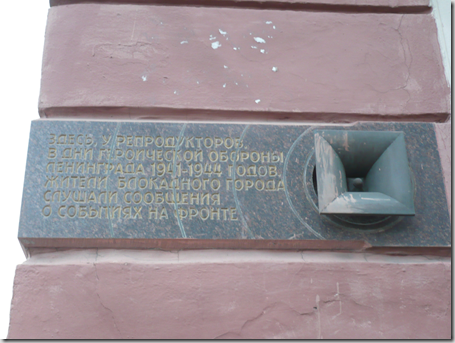 ЗДЕСЬ, У РЕПРОДУКТОРОВ,
В ДНИ ГЕРОИЧЕСКОЙ ОБОРОНЫ
ЛЕНИНГРАДА 1941-1944 ГОДОВ,
ЖИТЕЛИ БЛОКАДНОГО ГОРОДА
СЛУШАЛИ СООБЩЕНИЯ
О СОБЫТИЯХ НА ФРОНТЕ